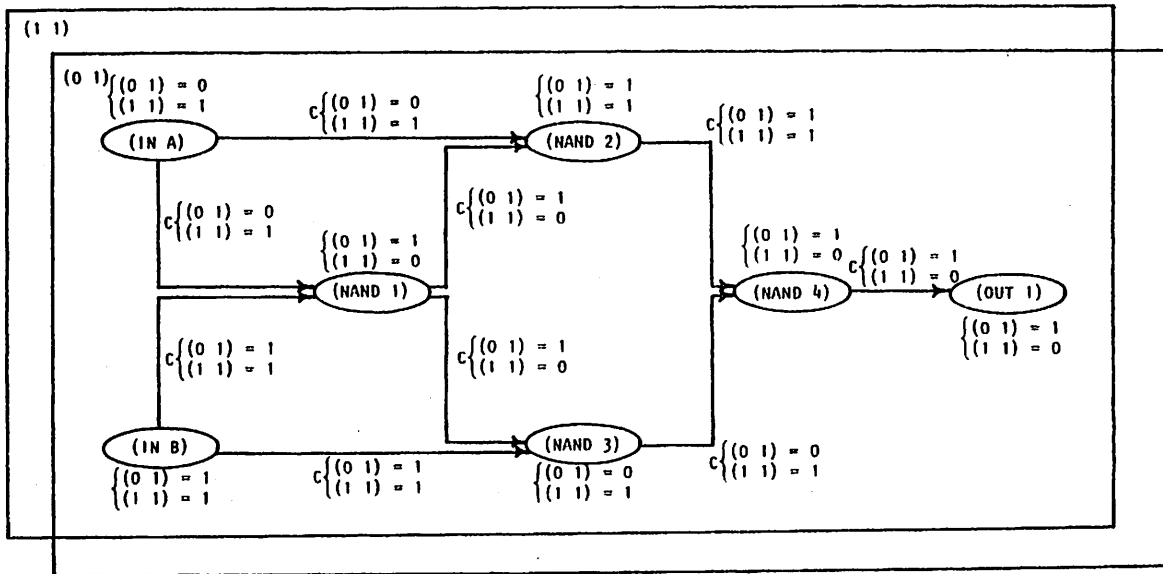 (1 1)
(0 1)
{(0 1) = 0
(1 1) = 1
(IN A)
C{(0 1) = 0
(1 1) = 1
{(0 1) = 1
(1 1) = 1
(NAND 2)
C{(0 1) = 1
(1 1) = 1
C{(0 1) = 0
(1 1) = 1
C{(0 1) = 1
(1 1) = 0
{(0 1) = 1
(1 1) = 0
(NAND 1)
{(0 1) = 1
(1 1) = 0
(NAND 4)
C{(0 1) = 1
(1 1) = 0
(OUT 1)
{(0 1) = 1
(1 1) = 0
C{(0 1) = 1
(1 1) = 1
C{(0 1) = 1
(1 1) = 0
(IN B)
{(0 1) = 1
(1 1) = 1
C{(0 1) = 1
(1 1) = 1
(NAND 3)
{(0 1) = 0
(1 1) = 1
C{(0 1) = 0
(1 1) = 1